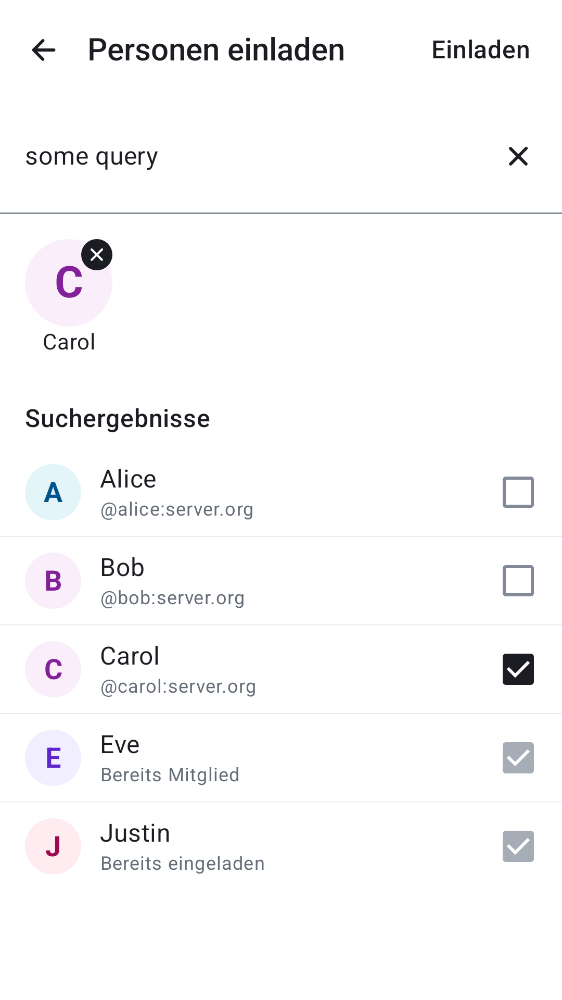 Personen einladen
Einladen
some query
C
Carol
Suchergebnisse
A
Alice
@alice:server.org
B
Bob
@bob:server.org
C
Carol
@carol:server.org
E
Eve
Bereits Mitglied
J
Justin
Bereits eingeladen